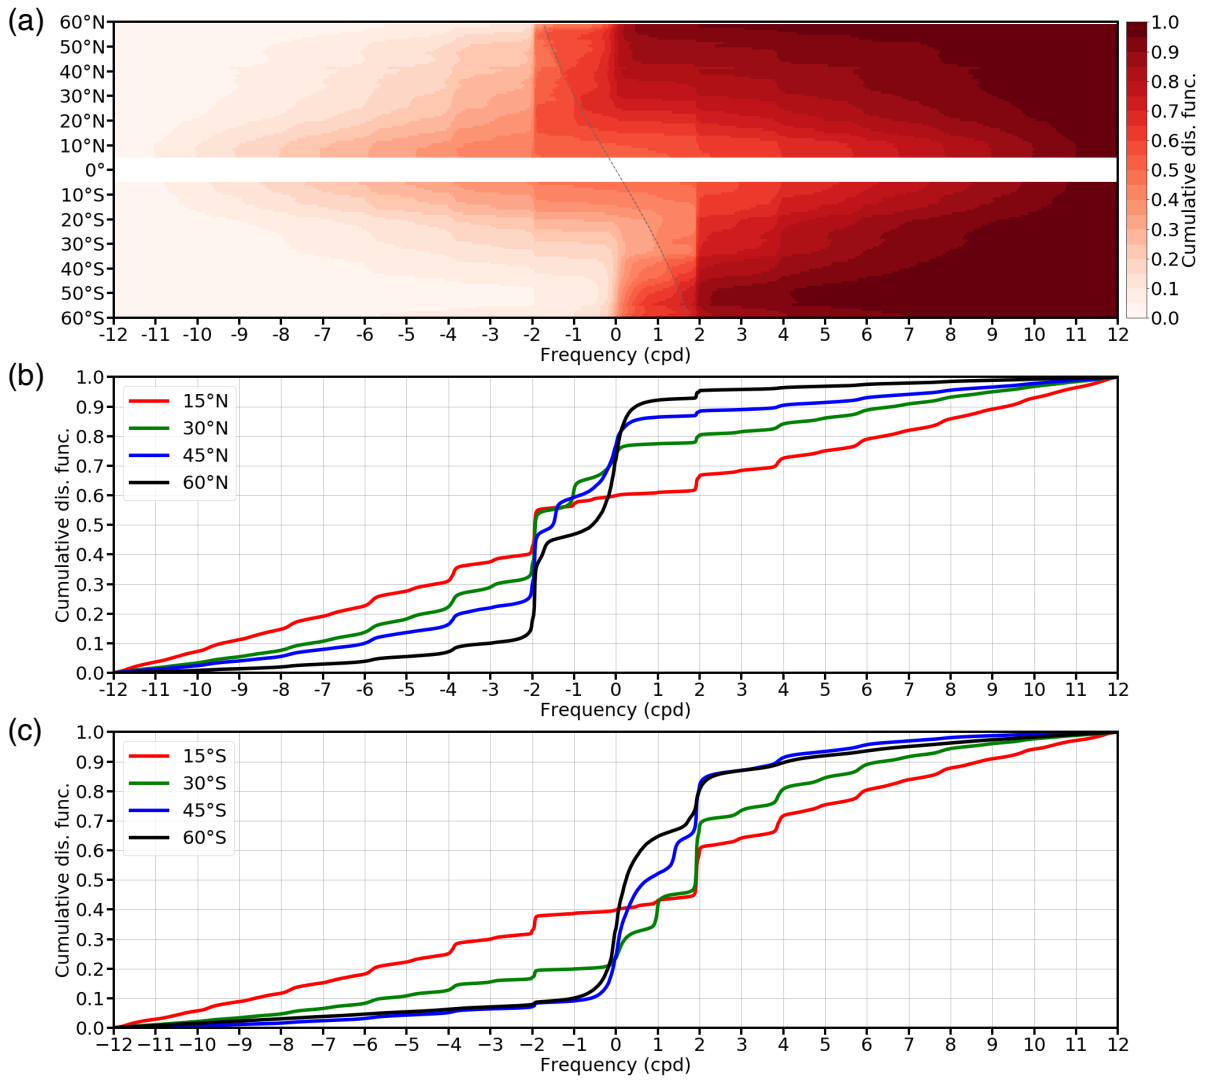 (a)
60°N
50°N
40°N
30°N
20°N
10°N
0°
10°S
20°S
30°S
40°S
50°S
60°S
-12 -11 -10 -9 -8 -7 -6 -5 -4 -3 -2 -1 0 1 2 3 4 5 6 7 8 9 10 11 12
Frequency (cpd)
1.0
0.9
0.8
0.7
0.6
0.5
0.4
0.3
0.2
0.1
0.0
Cumulative dis. func.
(b)
Cumulative dis. func.
1.0
0.9
0.8
0.7
0.6
0.5
0.4
0.3
0.2
0.1
0.0
15°N
30°N
45°N
60°N
-12 -11 -10 -9 -8 -7 -6 -5 -4 -3 -2 -1 0 1 2 3 4 5 6 7 8 9 10 11 12
Frequency (cpd)
(c)
Cumulative dis. func.
1.0
0.9
0.8
0.7
0.6
0.5
0.4
0.3
0.2
0.1
0.0
15°S
30°S
45°S
60°S
−12 −11 −10 −9 −8 −7 −6 −5 −4 −3 −2 −1 0 1 2 3 4 5 6 7 8 9 10 11 12
Frequency (cpd)